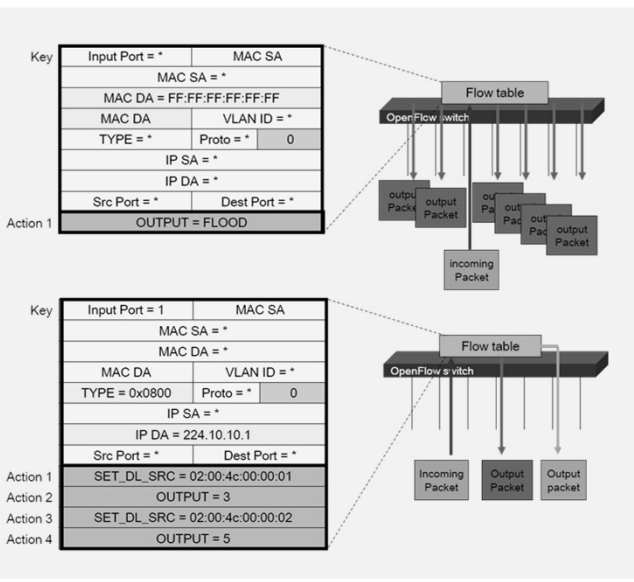 Key
Input Port = * MAC SA
MAC SA = *
MAC DA = FF:FF:FF:FF:FF:FF
MAC DA VLAN ID = *
TYPE = * Proto = * 0
IP SA = *
IP DA = *
Src Port = * Dest Port = *
Action 1 OUTPUT = FLOOD
Flow table
OpenFlow switch
output
Packet
output
Packet
output
output
output
Packet
incoming
Packet
Key
Input Port = 1 MAC SA
MAC SA = *
MAC DA = *
MAC DA VLAN ID = *
TYPE = 0x0800 Proto = * 0
IP SA = *
IP DA = 224.10.10.1
Src Port = * Dest Port = *
Action 1 SET_DL_SRC = 02:00:4c:00:00:01
Action 2 OUTPUT = 3
Action 3 SET_DL_SRC = 02:00:4c:00:00:02
Action 4 OUTPUT = 5
Flow table
OpenFlow switch
Incoming
Packet
Output
Packet
Output
packet